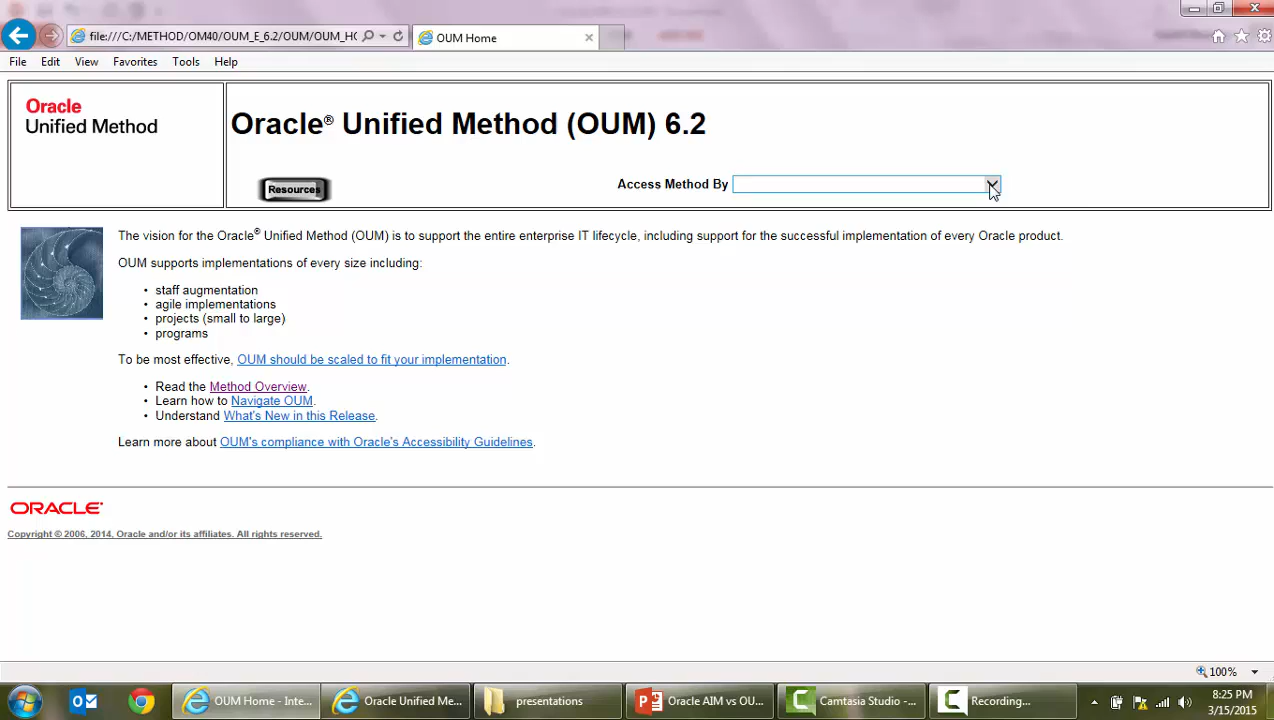 file:///C:/METHOD/OM40/OUM_E_6.2/OUM/OUM_HO
OUM Home
File Edit View Favorites Tools Help
Oracle
Unified Method
Oracle® Unified Method (OUM) 6.2
Resources
Access Method By
The vision for the Oracle® Unified Method (OUM) is to support the entire enterprise IT lifecycle, including support for the successful implementation of every Oracle product.
OUM supports implementations of every size including:
• staff augmentation
• agile implementations
• projects (small to large)
• programs
To be most effective, OUM should be scaled to fit your implementation.
• Read the Method Overview.
• Learn how to Navigate OUM.
• Understand What's New in this Release.
Learn more about OUM's compliance with Oracle's Accessibility Guidelines.
ORACLE
Copyright © 2006, 2014, Oracle and/or its affiliates. All rights reserved.
100%
OUM Home - Inte...
Oracle Unified Me...
presentations
Oracle AIM vs OU...
Camtasia Studio -...
Recording...
8:25 PM
3/15/2015